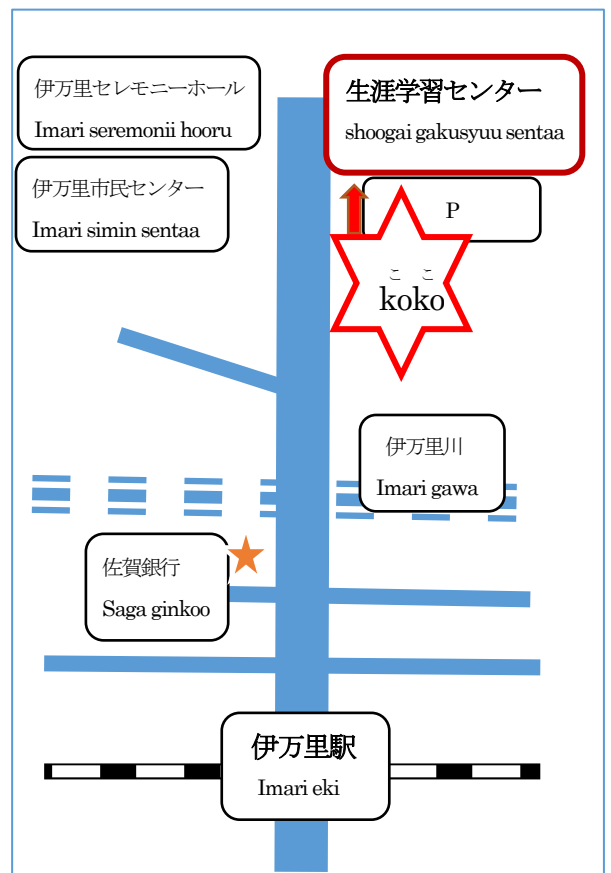 伊万里セレモニーホール
Imari seremonii hooru
生涯学習センター
shoogai gakusyuu sentaa
伊万里市民センター
Imari simin sentaa
P
ここ
koko
伊万里川
Imari gawa
佐賀銀行
Saga ginkoo
伊万里駅
Imari eki